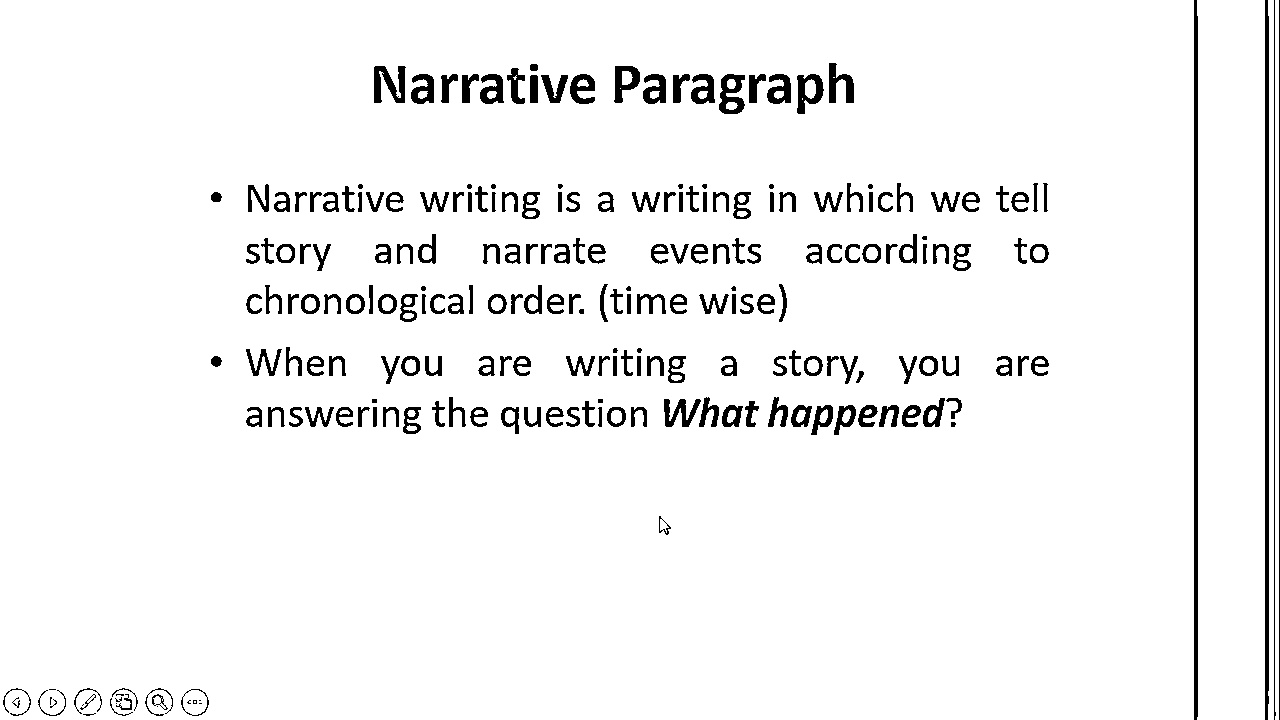 Narrative Paragraph
• Narrative writing is a writing in which we tell
story and narrate events according to
chronological order. (time wise)
• When you are writing a story, you are
answering the question What happened?